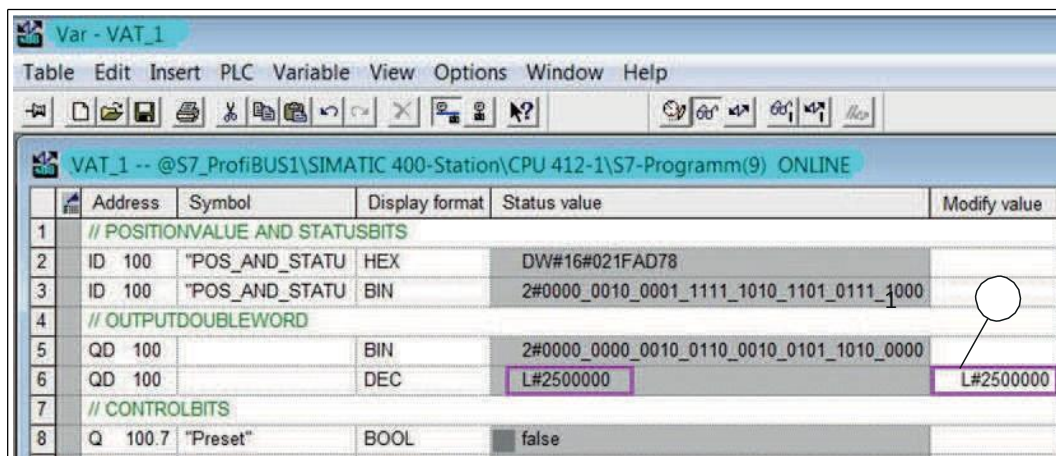 Var - VAT_1
Table Edit Insert PLC Variable View Options Window Help
VAT_1 -- @S7_ProfiBUS1\SIMATIC 400-Station\CPU 412-1\S7-Programm(9) ONLINE
Address Symbol Display format Status value Modify value
1 // POSITIONVALUE AND STATUSBITS
2 ID 100 "POS_AND_STATU HEX DW#16#021FAD78
3 ID 100 "POS_AND_STATU BIN 2#0000_0010_0001_1111_1010_1101_0111_1000
1
4 // OUTPUTDOUBLEWORD
5 QD 100 BIN 2#0000_0000_0010_0110_0010_0101_1010_0000
6 QD 100 DEC L#2500000 L#2500000
7 // CONTROLBITS
8 Q 100.7 "Preset" BOOL false